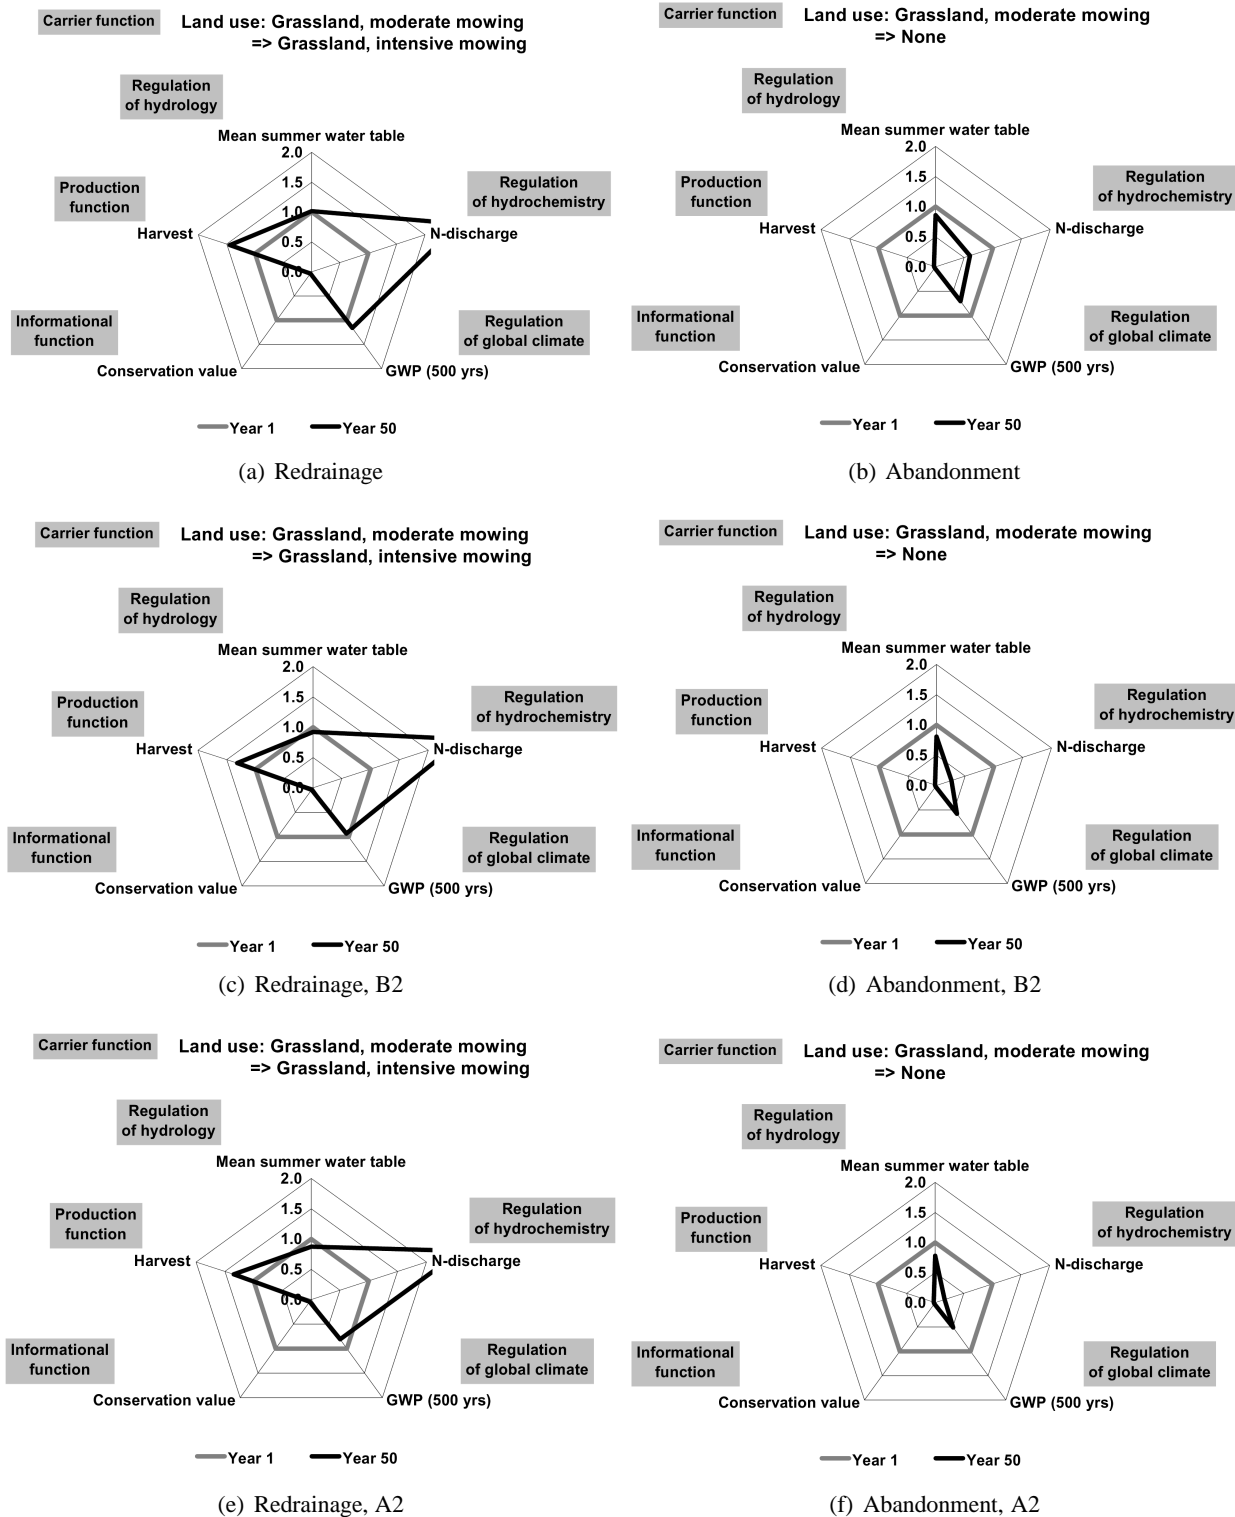 Carrier function
Land use: Grassland, moderate mowing
=> Grassland, intensive mowing
Regulation
of hydrology
Mean summer water table
2.0
1.5
1.0
0.5
0.0
Production
function
Harvest
Regulation
of hydrochemistry
N-discharge
Informational
function
Conservation value
Regulation
of global climate
GWP (500 yrs)
Year 1
Year 50
(a) Redrainage
Carrier function
Land use: Grassland, moderate mowing
=> None
Regulation
of hydrology
Mean summer water table
2.0
1.5
1.0
0.5
0.0
Production
function
Harvest
Regulation
of hydrochemistry
N-discharge
Informational
function
Conservation value
Regulation
of global climate
GWP (500 yrs)
Year 1
Year 50
(b) Abandonment
Carrier function
Land use: Grassland, moderate mowing
=> Grassland, intensive mowing
Regulation
of hydrology
Mean summer water table
2.0
1.5
1.0
0.5
0.0
Production
function
Harvest
Regulation
of hydrochemistry
N-discharge
Informational
function
Conservation value
Regulation
of global climate
GWP (500 yrs)
Year 1
Year 50
(c) Redrainage, B2
Carrier function
Land use: Grassland, moderate mowing
=> None
Regulation
of hydrology
Mean summer water table
2.0
1.5
1.0
0.5
0.0
Production
function
Harvest
Regulation
of hydrochemistry
N-discharge
Informational
function
Conservation value
Regulation
of global climate
GWP (500 yrs)
Year 1
Year 50
(d) Abandonment, B2
Carrier function
Land use: Grassland, moderate mowing
=> Grassland, intensive mowing
Regulation
of hydrology
Mean summer water table
2.0
1.5
1.0
0.5
0.0
Production
function
Harvest
Regulation
of hydrochemistry
N-discharge
Informational
function
Conservation value
Regulation
of global climate
GWP (500 yrs)
Year 1
Year 50
(e) Redrainage, A2
Carrier function
Land use: Grassland, moderate mowing
=> None
Regulation
of hydrology
Mean summer water table
2.0
1.5
1.0
0.5
0.0
Production
function
Harvest
Regulation
of hydrochemistry
N-discharge
Informational
function
Conservation value
Regulation
of global climate
GWP (500 yrs)
Year 1
Year 50
(f) Abandonment, A2